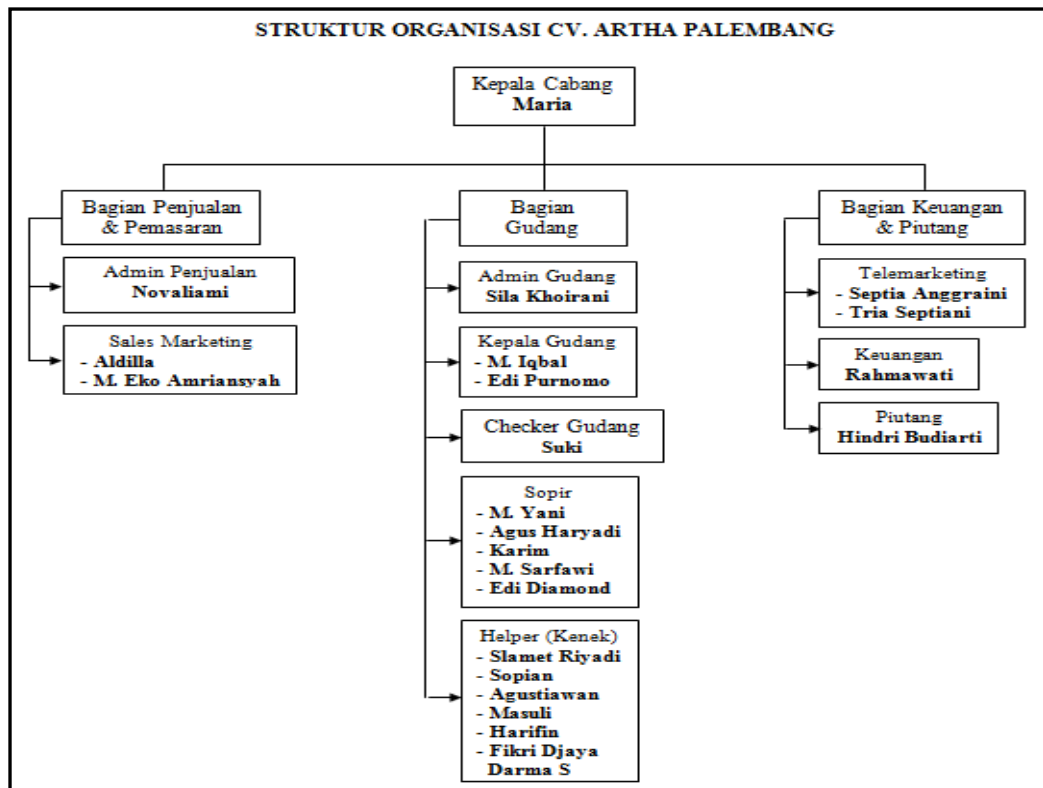 STRUKTUR ORGANISASI CV. ARTHA PALEMBANG
Kepala Cabang
Maria
Bagian Penjualan
& Pemasaran
Admin Penjualan
Novaliami
Sales Marketing
- Aldilla
- M. Eko Amriansyah
Bagian
Gudang
Admin Gudang
Sila Khoirani
Kepala Gudang
- M. Iqbal
- Edi Purnomo
Checker Gudang
Suki
Sopir
- M. Yani
- Agus Haryadi
- Karim
- M. Sarfawi
- Edi Diamond
Helper (Kenek)
- Slamet Riyadi
- Sopian
- Agustiawan
- Masuli
- Harifin
- Fikri Djaya
Darma S
Bagian Keuangan
& Piutang
Telemarketing
- Septia Anggraini
- Tria Septiani
Keuangan
Rahmawati
Piutang
Hindri Budiarti